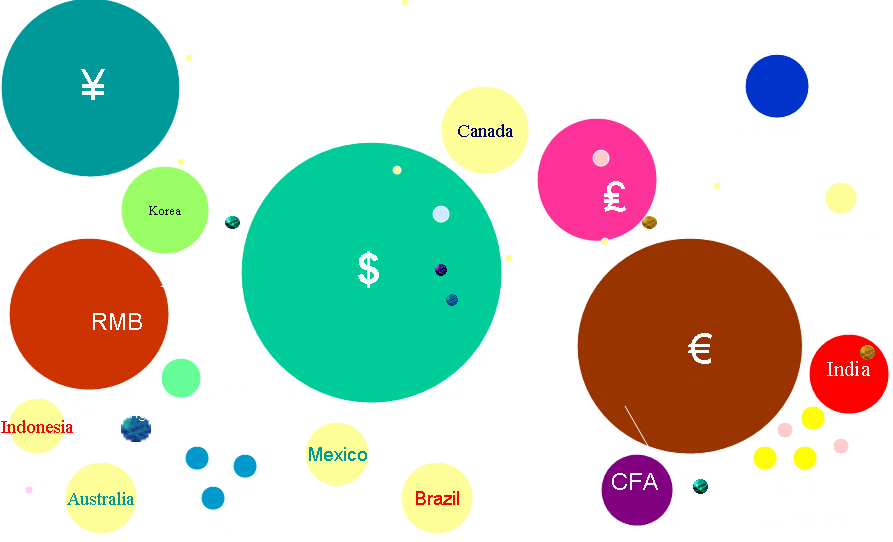 ¥
Canada
Korea
₤
$
RMB
€
India
Indonesia
Mexico
CFA
Australia
Brazil